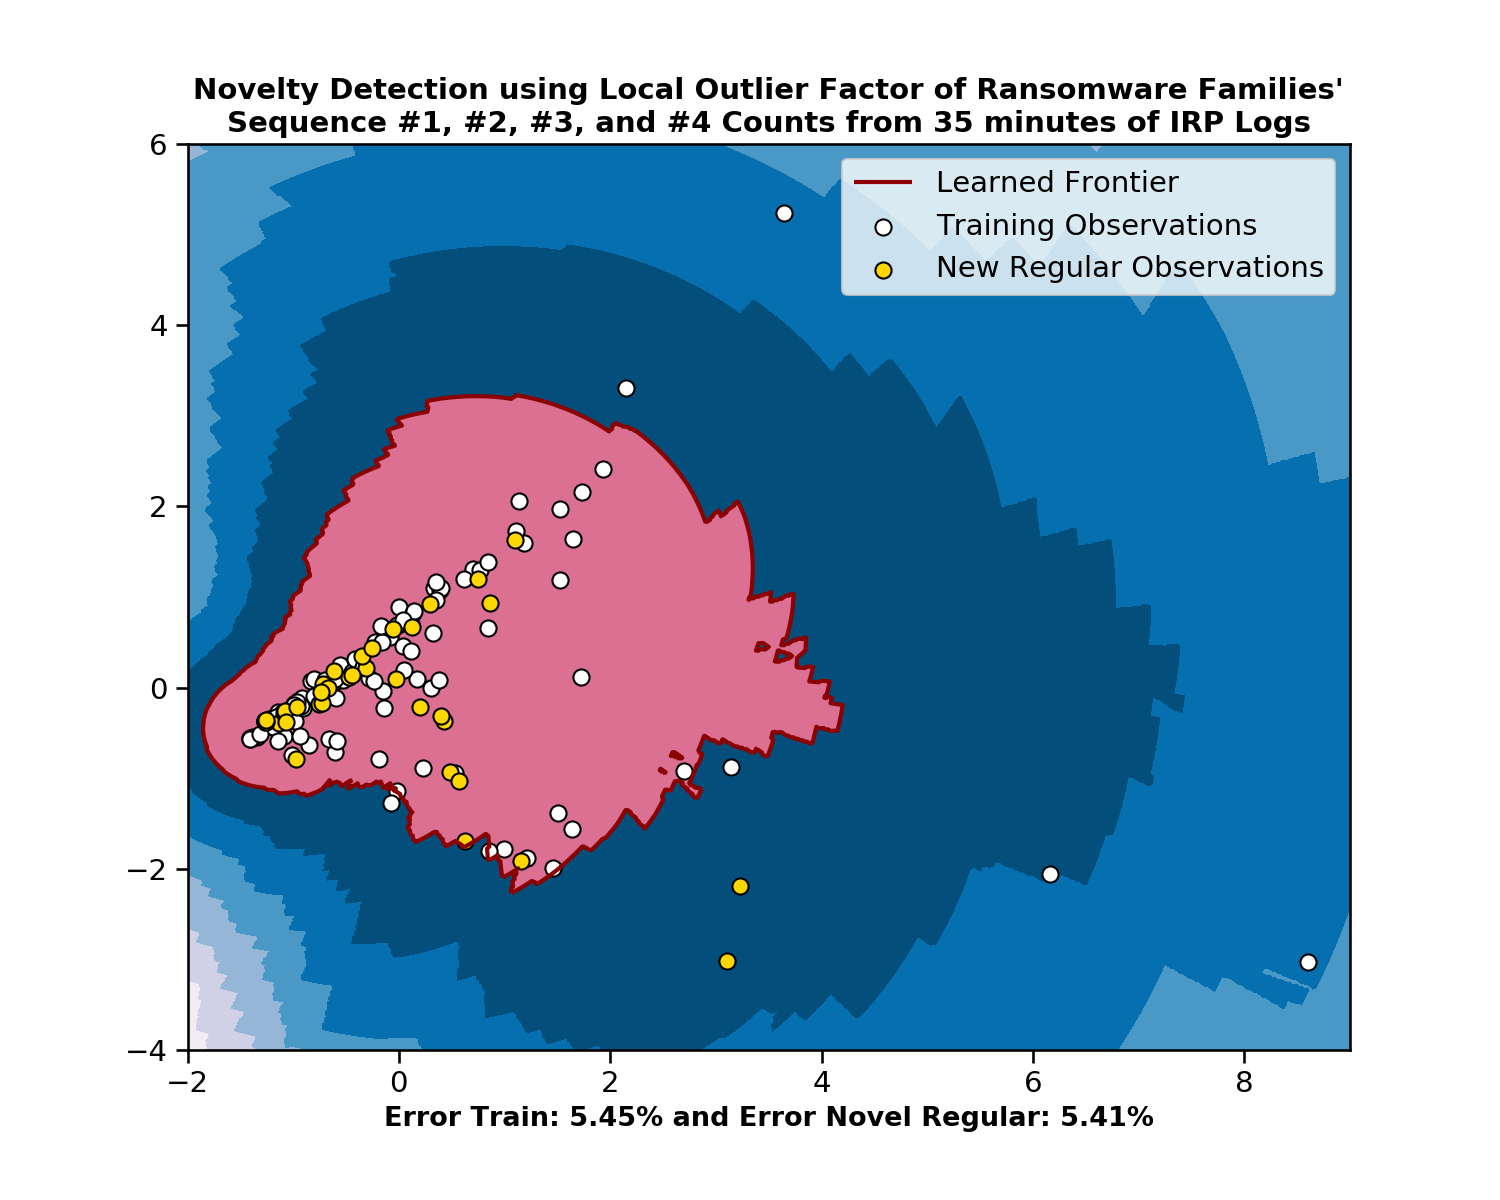 Novelty Detection using Local Outlier Factor of Ransomware Families'
Sequence #1, #2, #3, and #4 Counts from 35 minutes of IRP Logs
Learned Frontier
Training Observations
New Regular Observations
6
4
2
0
−2
−4
−2 0 2 4 6 8
Error Train: 5.45% and Error Novel Regular: 5.41%